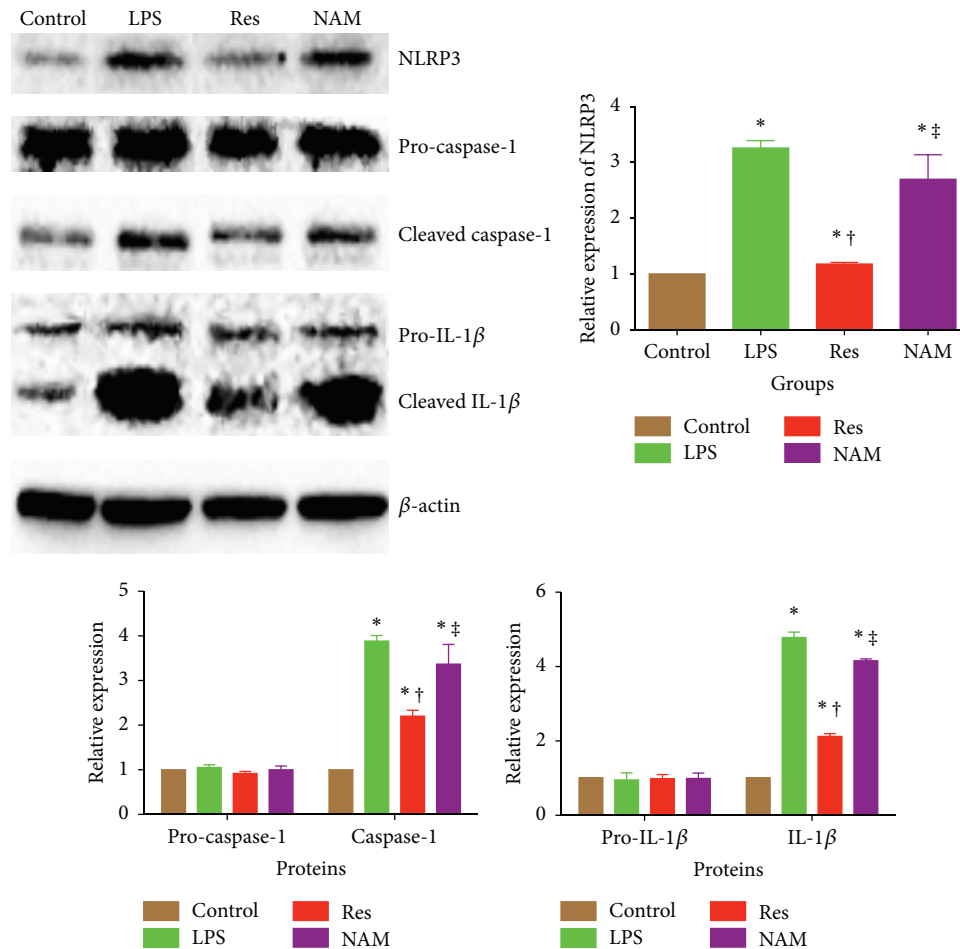 Control LPS Res NAM
NLRP3
Pro-caspase-1
Cleaved caspase-1
Pro-IL-1β
Cleaved IL-1β
β-actin
Relative expression of NLRP3
4
3
2
1
0
*
* †
* ‡
Control LPS Res NAM
Groups
Control Res
LPS NAM
Relative expression
5
4
3
2
1
0
*
* †
* ‡
Pro-caspase-1 Caspase-1
Proteins
Control Res
LPS NAM
Relative expression
6
4
2
0
*
* †
* ‡
Pro-IL-1β IL-1β
Proteins
Control Res
LPS NAM